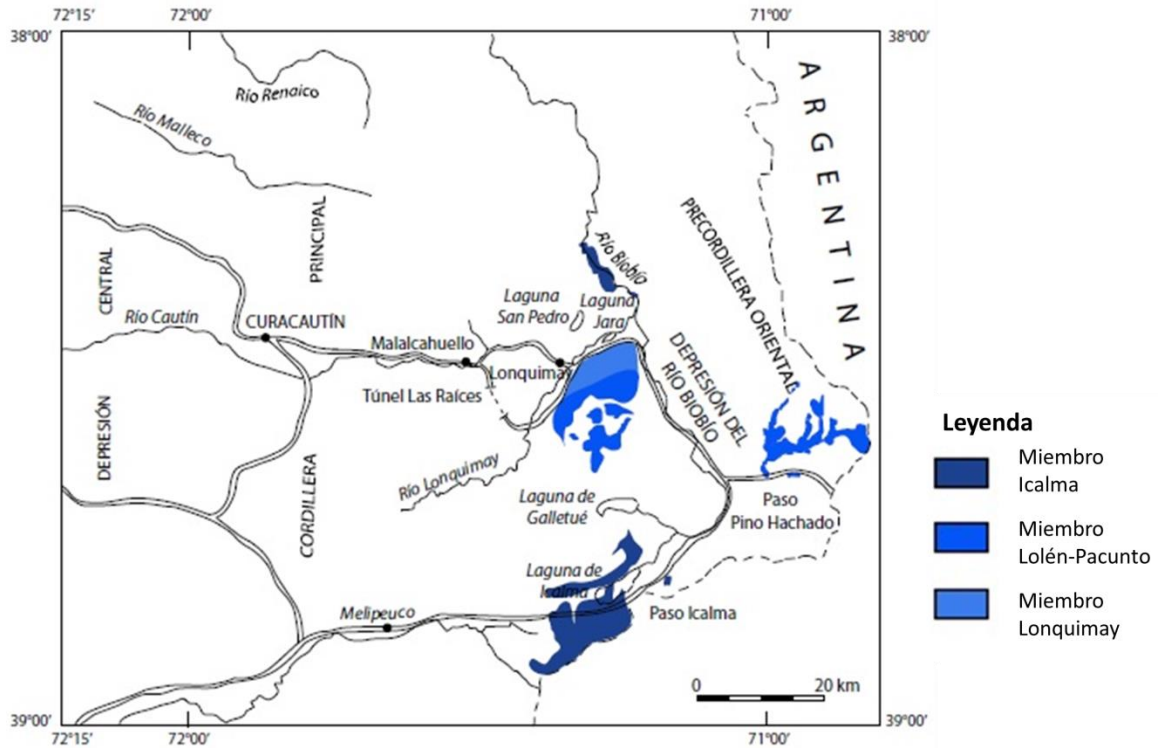 72°15'
72°00'
71°00'
38°00'
38°00'
ARGENTINA
Río Renaico
Río Malleco
PRINCIPAL
PRECORDILLERA ORIENTAL
CENTRAL
Río Biobío
Laguna
San Pedro
Laguna
Jara
Río Cautín
CURACAUTÍN
Malalcahuello
Lonquimay
DEPRESIÓN DEL
RÍO BIOBÍO
Túnel Las Raíces
DEPRESIÓN
CORDILLERA
Río Lonquimay
Laguna de
Galletué
Paso
Pino Hachado
Laguna de
Icalma
Paso Icalma
Melipeuco
0 20 km
39°00'
39°00'
72°15'
72°00'
71°00'
Leyenda
Miembro
Icalma
Miembro
Lolén-Pacunto
Miembro
Lonquimay